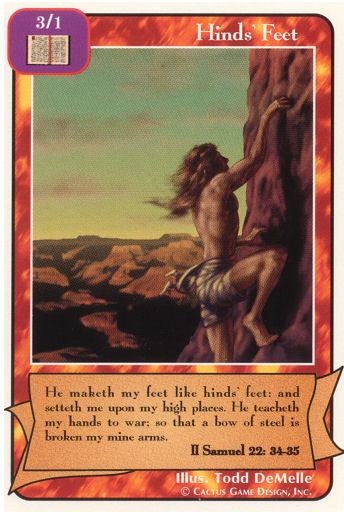 3/1
Hinds' Feet
He maketh my feet like hinds' feet: and
setteth me upon my high places. He teacheth
my hands to war; so that a bow of steel is
broken my mine arms.
II Samuel 22: 34-35
Illus. Todd DeMelle
© Cactus Game Design, Inc.